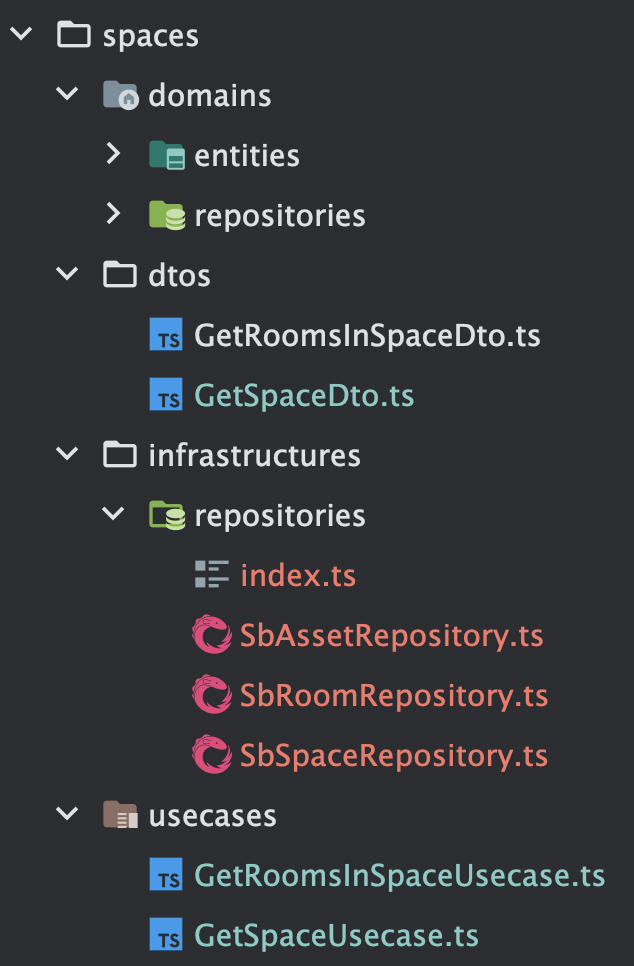 spaces
domains
entities
repositories
dtos
TS GetRoomsInSpaceDto.ts
TS GetSpaceDto.ts
infrastructures
repositories
index.ts
SbAssetRepository.ts
SbRoomRepository.ts
SbSpaceRepository.ts
usecases
TS GetRoomsInSpaceUsecase.ts
TS GetSpaceUsecase.ts